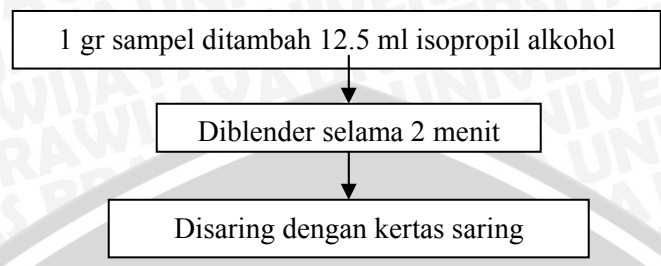 1 gr sampel ditambah 12.5 ml isopropil alkohol
Diblender selama 2 menit
Disaring dengan kertas saring